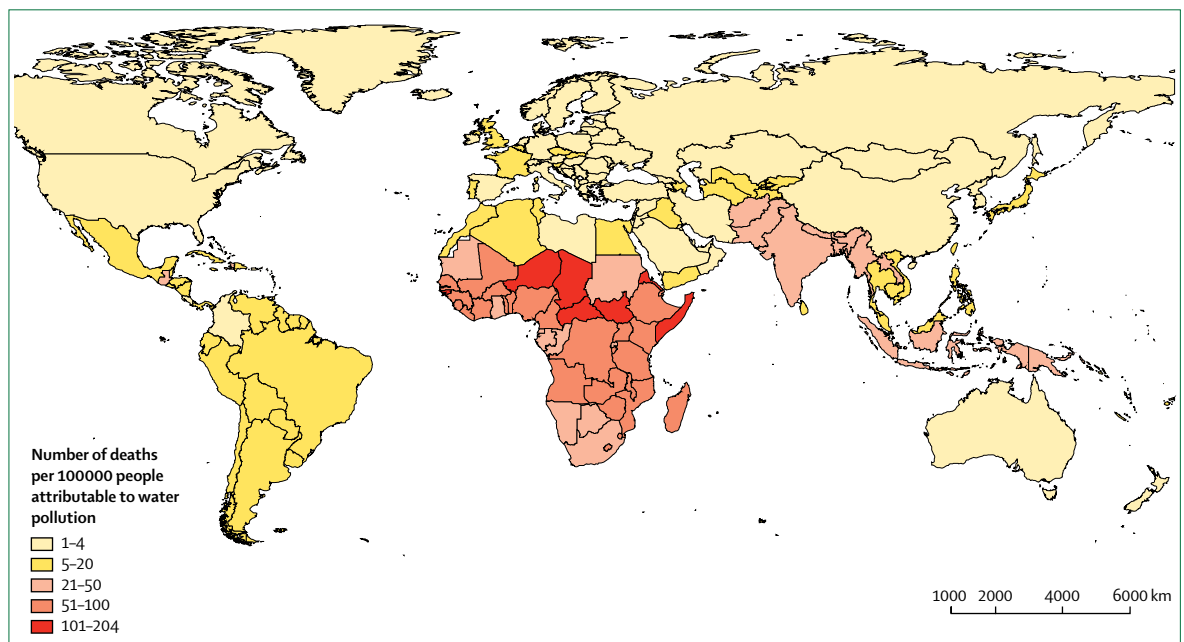 Number of deaths
per 100000 people
attributable to water
pollution
1–4
5–20
21–50
51–100
101–204
1000 2000 4000 6000 km